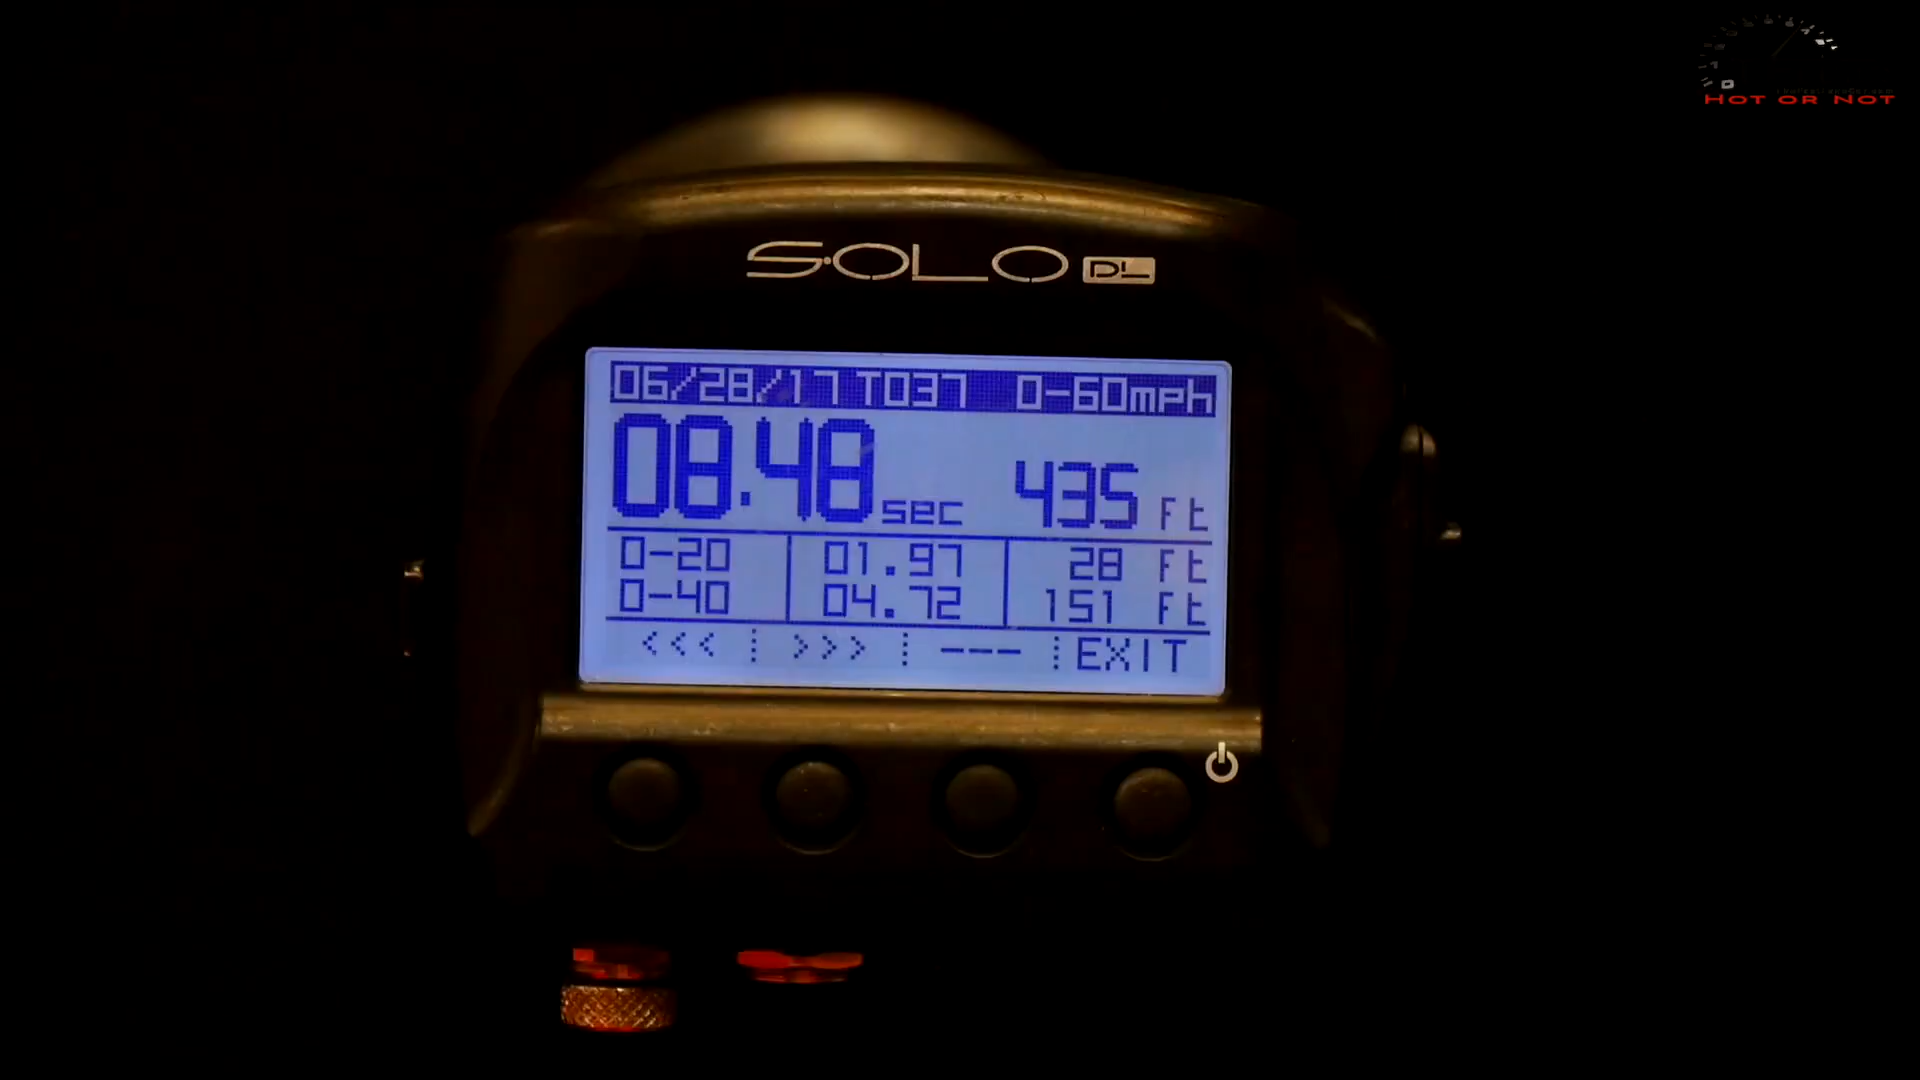 HOT OR NOT
SOLO DL
06/28/17 T037 0-60mph
08.48 sec 435 Ft
0-20 01.97 28 Ft
0-40 04.72 151 Ft
<<< >>> --- EXIT